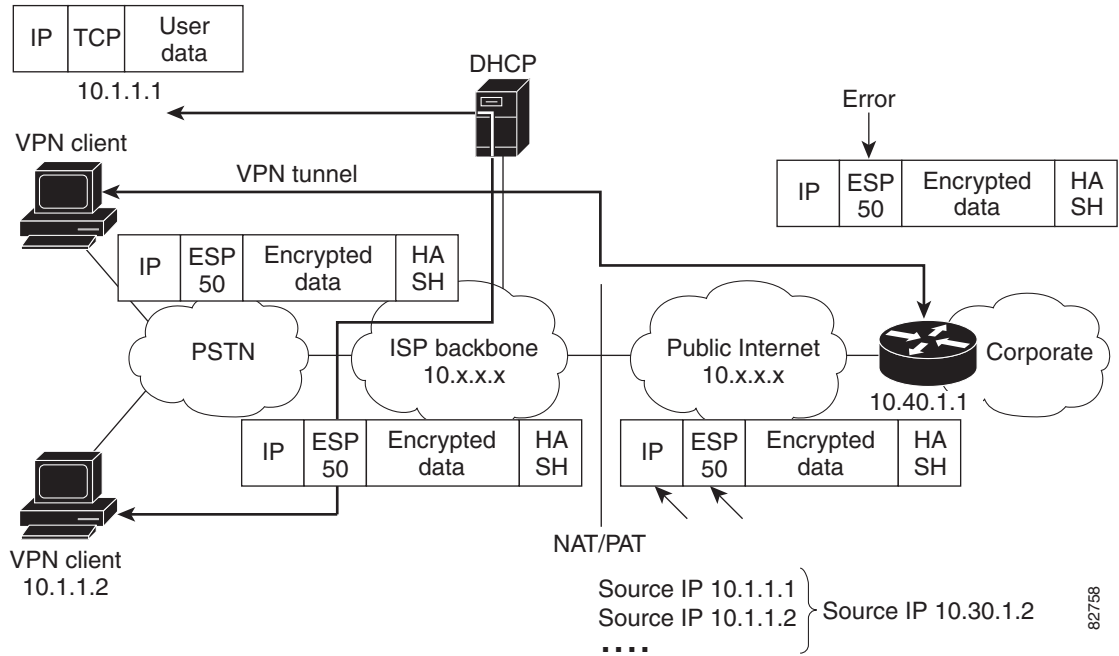 IP TCP User data
10.1.1.1
DHCP
Error
VPN client
VPN tunnel
IP ESP 50 Encrypted data HA SH
IP ESP 50 Encrypted data HA SH
PSTN
ISP backbone
10.x.x.x
Public Internet
10.x.x.x
Corporate
10.40.1.1
IP ESP 50 Encrypted data HA SH
IP ESP 50 Encrypted data HA SH
NAT/PAT
VPN client
10.1.1.2
Source IP 10.1.1.1
Source IP 10.1.1.2
....
Source IP 10.30.1.2
82758